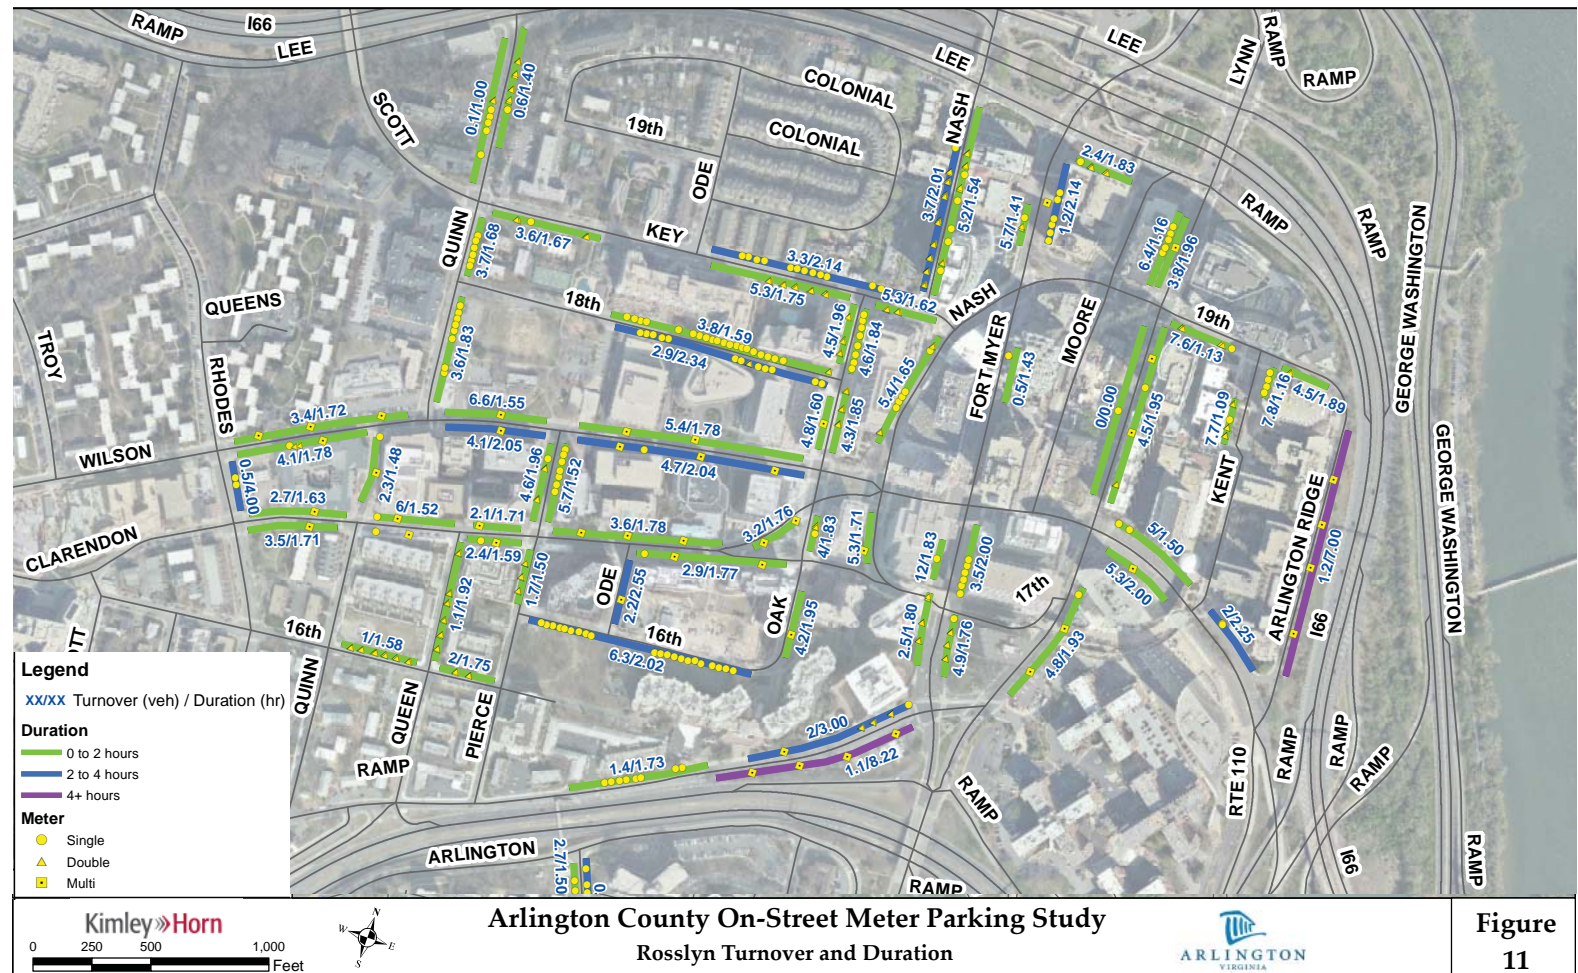 RAMP
I66
LEE
SCOTT
LEE
LEE
LYNN
RAMP
RAMP
COLONIAL
COLONIAL
19th
ODE
NASH
0.1/1.00
0.6/1.40
2.4/1.83
RAMP
RAMP
GEORGE WASHINGTON
QUINN
3.7/1.68
3.6/1.67
KEY
3.3/2.14
5.3/1.75
5.3/1.62
3.7/2.01
5.2/1.54
5.7/1.41
1.2/2.14
6.4/1.16
3.8/1.96
NASH
QUEENS
TROY
RHODES
18th
3.6/1.83
3.8/1.59
2.9/2.34
4.5/1.96
4.6/1.84
5.4/1.65
FORT MYER
MOORE
0.5/1.43
19th
7.6/1.13
4.5/1.89
7.8/1.16
7.7/1.09
0/0.00
4.5/1.95
KENT
WILSON
3.4/1.72
4.1/1.78
6.6/1.55
4.1/2.05
5.4/1.78
4.7/2.04
4.8/1.60
4.3/1.85
0.5/4.00
2.3/1.48
4.6/1.96
5.7/1.52
CLARENDON
2.7/1.63
3.5/1.71
6/1.52
2.1/1.71
2.4/1.59
3.6/1.78
2.9/1.77
3.2/1.76
4/1.83
5.3/1.71
12/1.83
3.5/2.00
5/1.50
5.3/2.00
17th
ARLINGTON RIDGE
I66
1.2/7.00
GEORGE WASHINGTON
1.1/1.92
1.7/1.50
ODE
2.2/2.55
OAK
4.2/1.95
2.5/1.80
4.9/1.76
4.8/1.93
2/2.25
16th
1/1.58
2/1.75
16th
6.3/2.02
QUINN
QUEEN
PIERCE
RAMP
1.4/1.73
2/3.00
1.1/8.22
RAMP
RTE 110
RAMP
RAMP
RAMP
I66
RAMP
ARLINGTON
2.7/1.50
RAMP
Legend
XX/XX Turnover (veh) / Duration (hr)
Duration
0 to 2 hours
2 to 4 hours
4+ hours
Meter
Single
Double
Multi
Kimley»Horn
0 250 500 1,000
Feet
N
W
E
S
Arlington County On-Street Meter Parking Study
Rosslyn Turnover and Duration
ARLINGTON
VIRGINIA
Figure
11